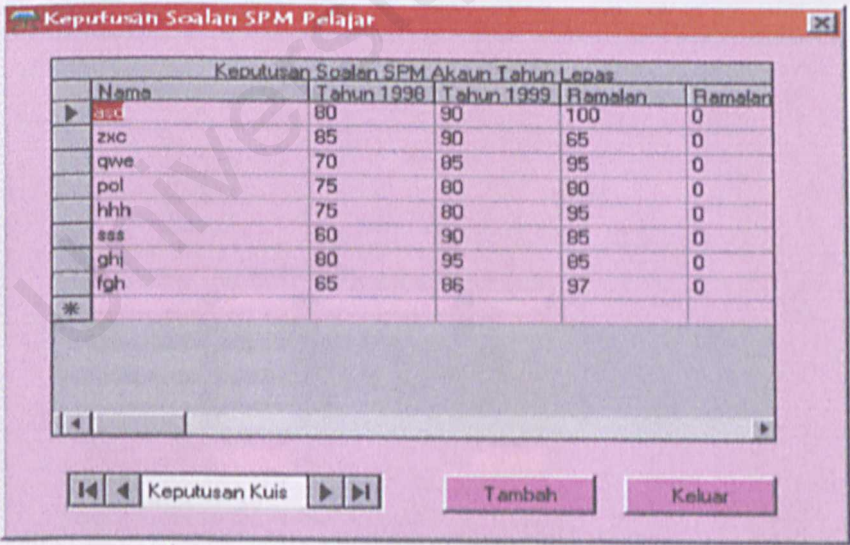 Keputusan Soalan SPM Pelajar
Keputusan Soalan SPM Akaun Tahun Lepas
Nama Tahun 1998 Tahun 1999 Ramalan Ramalan
asd 80 90 100 0
zxc 85 90 65 0
qwe 70 85 95 0
pol 75 80 80 0
hhh 75 80 95 0
sss 60 90 85 0
ghj 80 95 85 0
fgh 65 86 97 0
Keputusan Kuis
Tambah
Keluar